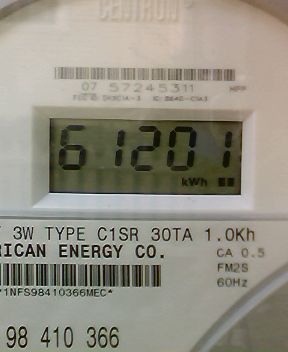 CENTRON
07 57245311
61201
kWh
3W TYPE C1SR 30TA 1.0Kh
RICAN ENERGY CO.
CA 0.5
FM2S
60Hz
1NFS98410366MEC*
98 410 366